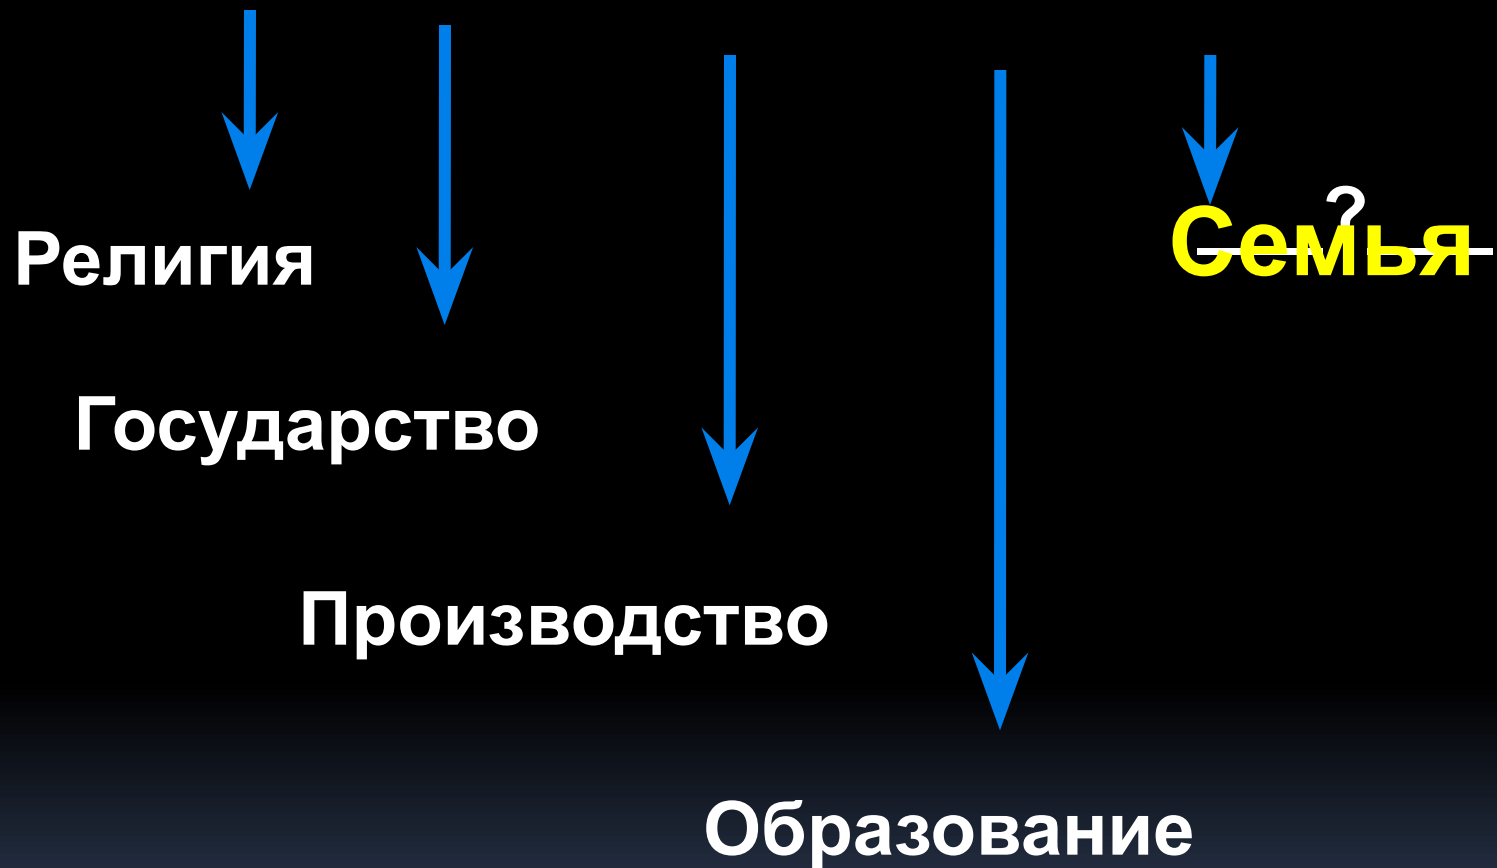 Религия
?
Семья
Государство
Производство
Образование